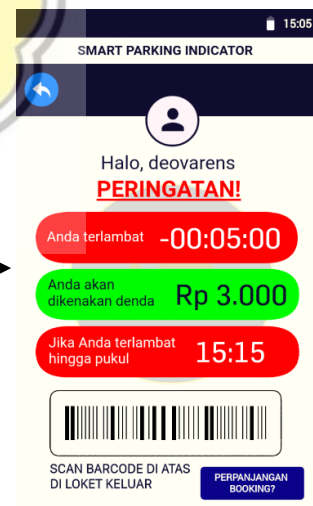 15:05
SMART PARKING INDICATOR
Halo, deovarens
PERINGATAN!
Anda terlambat -00:05:00
Anda akan
dikenakan denda Rp 3.000
Jika Anda terlambat
hingga pukul 15:15
SCAN BARCODE DI ATAS
DI LOKET KELUAR
PERPANJANGAN
BOOKING?